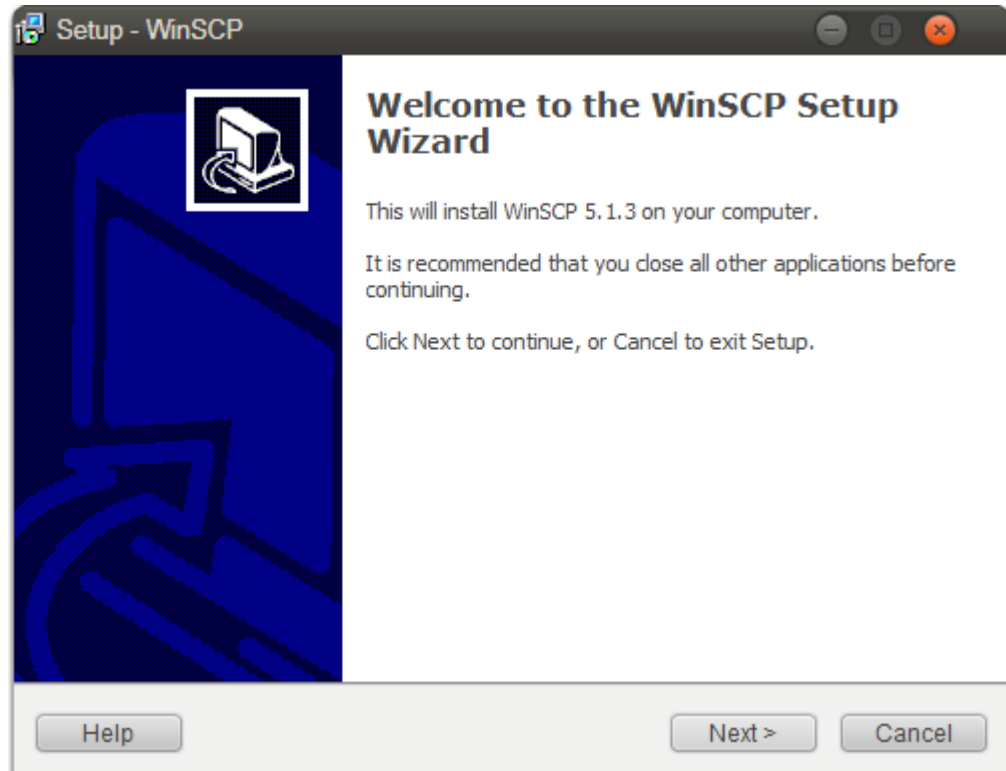 Setup - WinSCP
Welcome to the WinSCP Setup
Wizard
This will install WinSCP 5.1.3 on your computer.
It is recommended that you close all other applications before
continuing.
Click Next to continue, or Cancel to exit Setup.
Help
Next >
Cancel